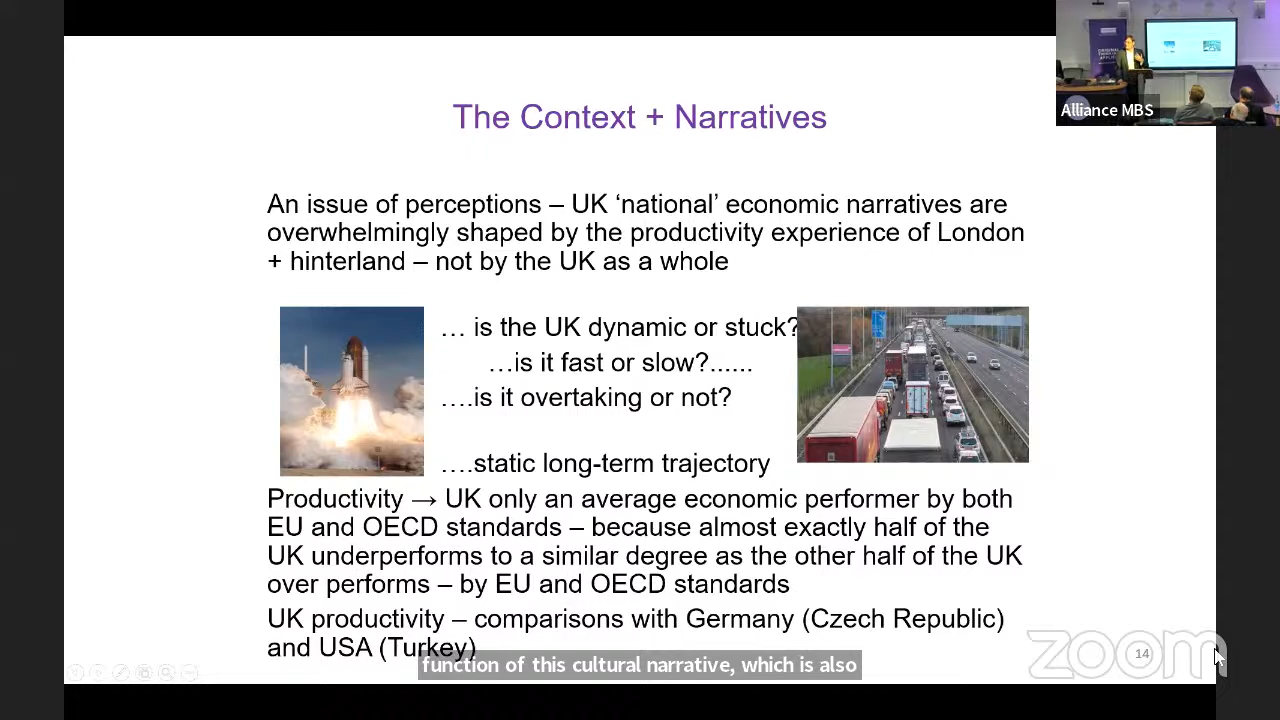 Alliance MBS
The Context + Narratives
An issue of perceptions – UK ‘national’ economic narratives are
overwhelmingly shaped by the productivity experience of London
+ hinterland – not by the UK as a whole
… is the UK dynamic or stuck?
…is it fast or slow?......
….is it overtaking or not?
….static long-term trajectory
Productivity → UK only an average economic performer by both
EU and OECD standards – because almost exactly half of the
UK underperforms to a similar degree as the other half of the UK
over performs – by EU and OECD standards
UK productivity – comparisons with Germany (Czech Republic)
and USA (Turkey)
function of this cultural narrative, which is also
zoom
14